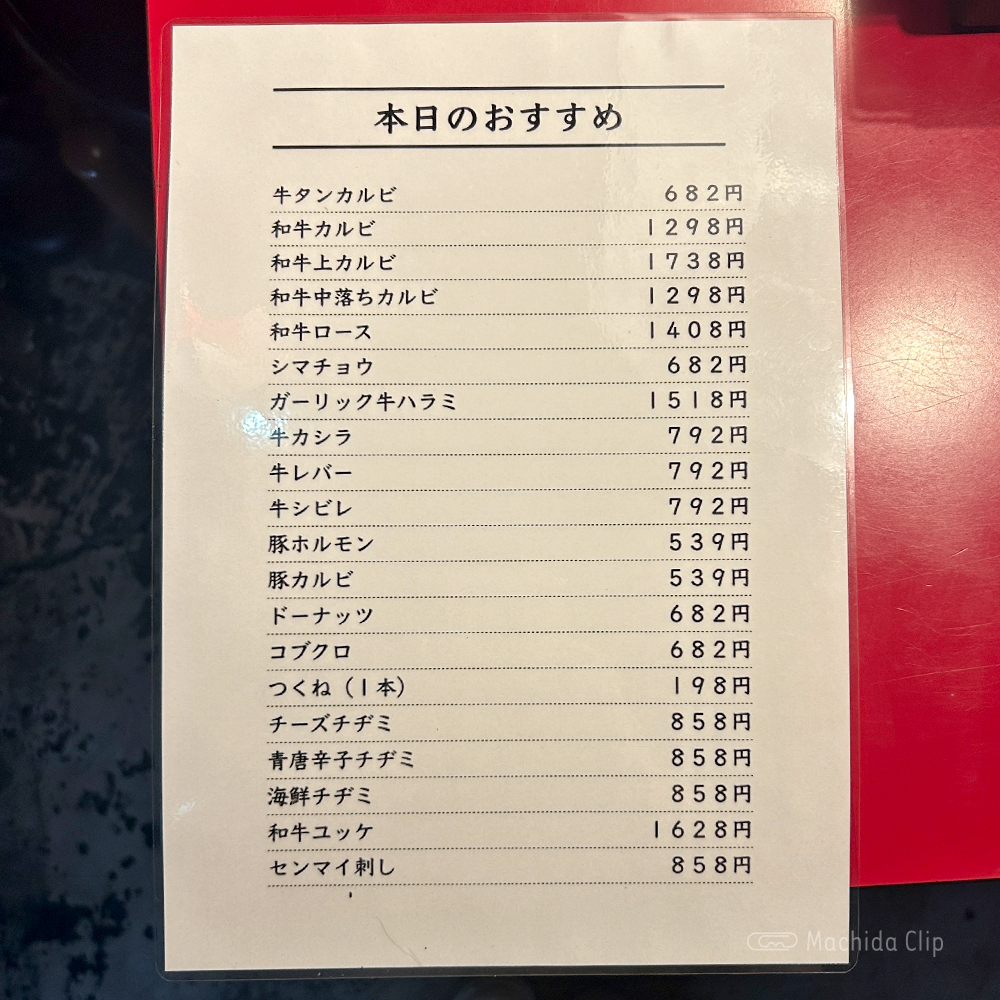 本日のおすすめ
牛タンカルビ 682円
和牛カルビ 1298円
和牛上カルビ 1738円
和牛中落ちカルビ 1298円
和牛ロース 1408円
シマチョウ 682円
ガーリック牛ハラミ 1518円
牛カシラ 792円
牛レバー 792円
牛シビレ 792円
豚ホルモン 539円
豚カルビ 539円
ドーナッツ 682円
コブクロ 682円
つくね（1本） 198円
チーズチヂミ 858円
青唐辛子チヂミ 858円
海鮮チヂミ 858円
和牛ユッケ 1628円
センマイ刺し 858円
Machida Clip